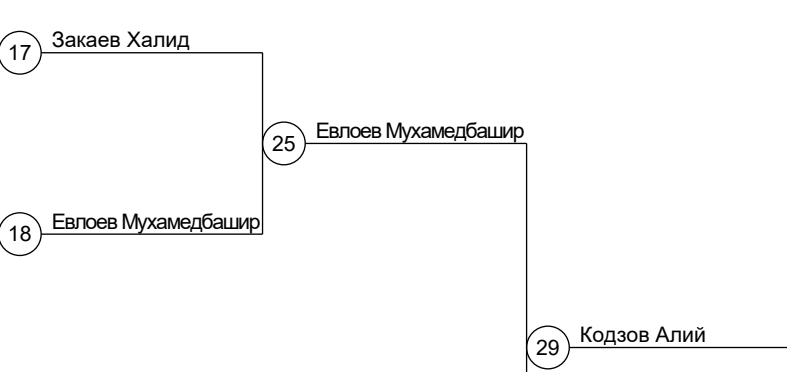 17 Закаев Халид
25 Евлоев Мухамедбашир
18 Евлоев Мухамедбашир
29 Кодзов Алий